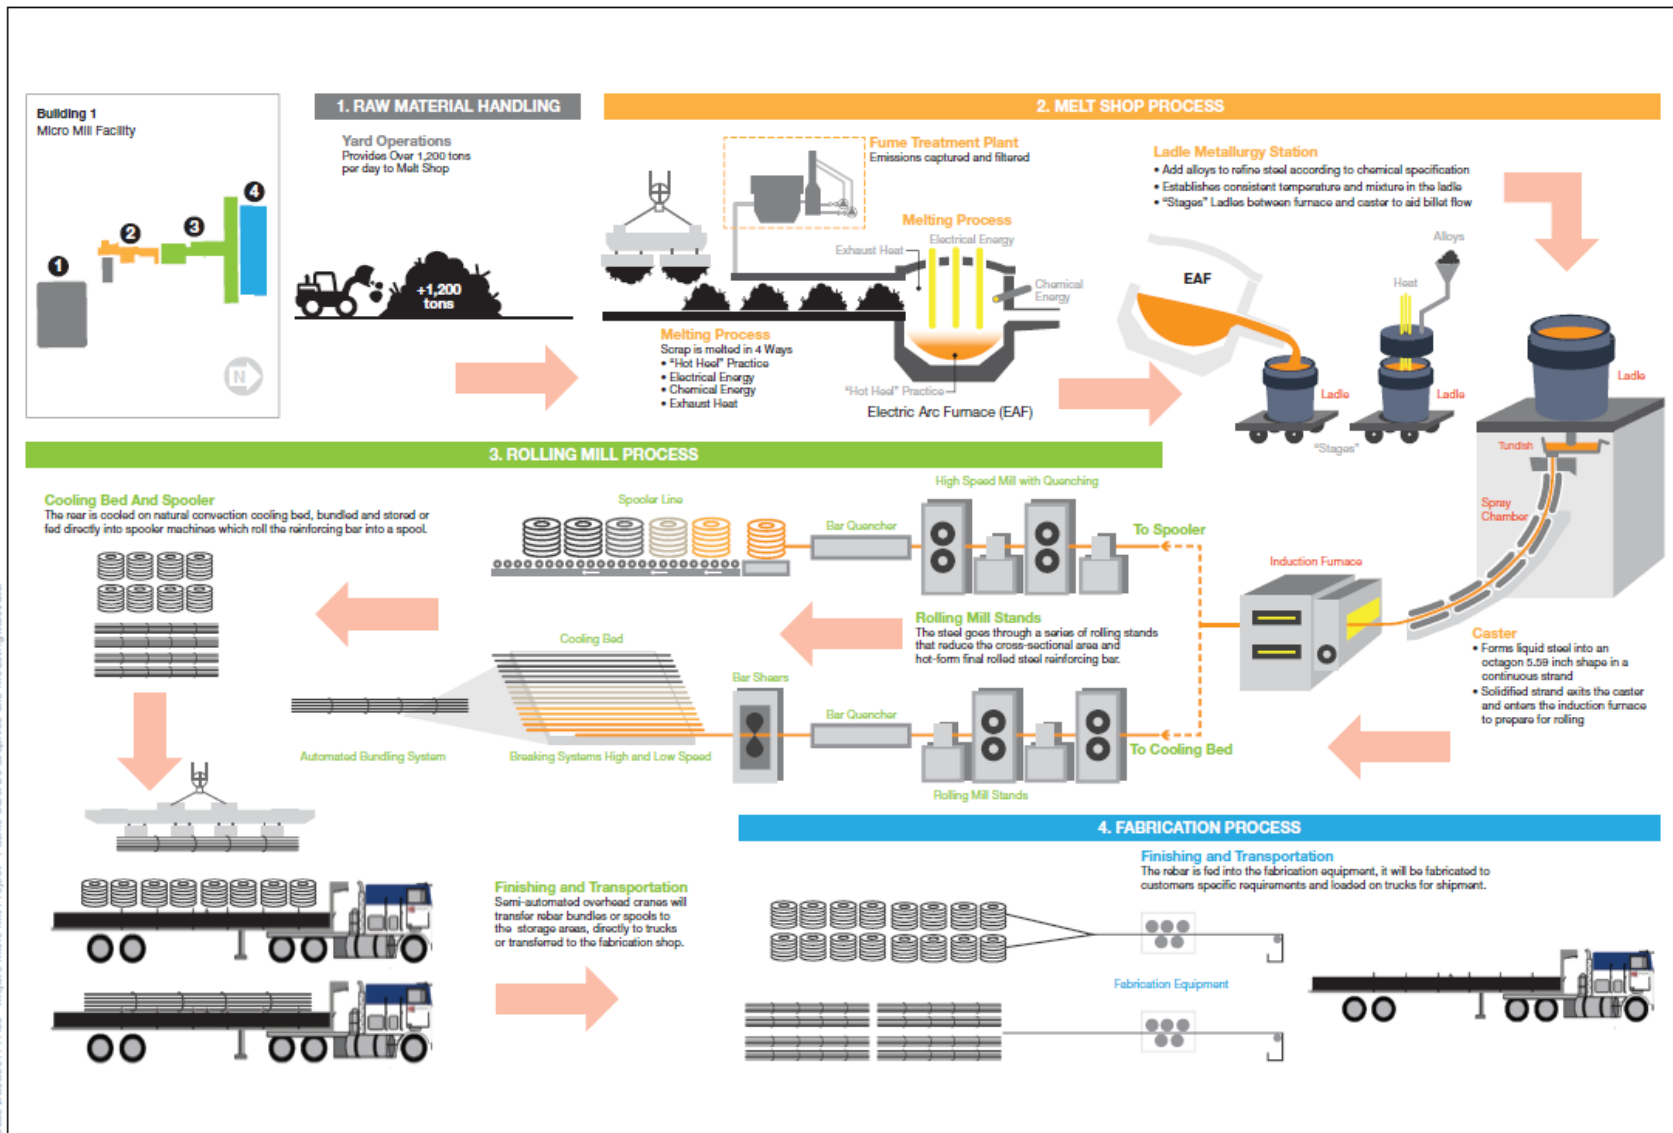 Building 1
Micro Mill Facility
1
2
3
4
N
1. RAW MATERIAL HANDLING
Yard Operations
Provides Over 1,200 tons
per day to Melt Shop
+1,200
tons
2. MELT SHOP PROCESS
Fume Treatment Plant
Emissions captured and filtered
Melting Process
Electrical Energy
Exhaust Heat
Chemical
Energy
Melting Process
Scrap is melted in 4 Ways
• "Hot Heel" Practice
• Electrical Energy
• Chemical Energy
• Exhaust Heat
"Hot Heel" Practice
Electric Arc Furnace (EAF)
Ladle Metallurgy Station
• Add alloys to refine steel according to chemical specification
• Establishes consistent temperature and mixture in the ladle
• "Stages" Ladles between furnace and caster to aid billet flow
EAF
Alloys
Heat
Ladle
Ladle
"Stages"
Ladle
Tundish
Spray
Chamber
Induction Furnace
Caster
• Forms liquid steel into an
octagon 5.59 inch shape in a
continuous strand
• Solidified strand exits the caster
and enters the induction furnace
to prepare for rolling
3. ROLLING MILL PROCESS
Cooling Bed And Spooler
The rear is cooled on natural convection cooling bed, bundled and stored or
fed directly into spooler machines which roll the reinforcing bar into a spool.
Spooler Line
Bar Quencher
High Speed Mill with Quenching
To Spooler
Rolling Mill Stands
The steel goes through a series of rolling stands
that reduce the cross-sectional area and
hot-form final rolled steel reinforcing bar.
Cooling Bed
Bar Shears
Bar Quencher
To Cooling Bed
Automated Bundling System
Breaking Systems High and Low Speed
Rolling Mill Stands
Finishing and Transportation
Semi-automated overhead cranes will
transfer rebar bundles or spools to
the storage areas, directly to trucks
or transferred to the fabrication shop.
4. FABRICATION PROCESS
Finishing and Transportation
The rebar is fed into the fabrication equipment, it will be fabricated to
customers specific requirements and loaded on trucks for shipment.
Fabrication Equipment